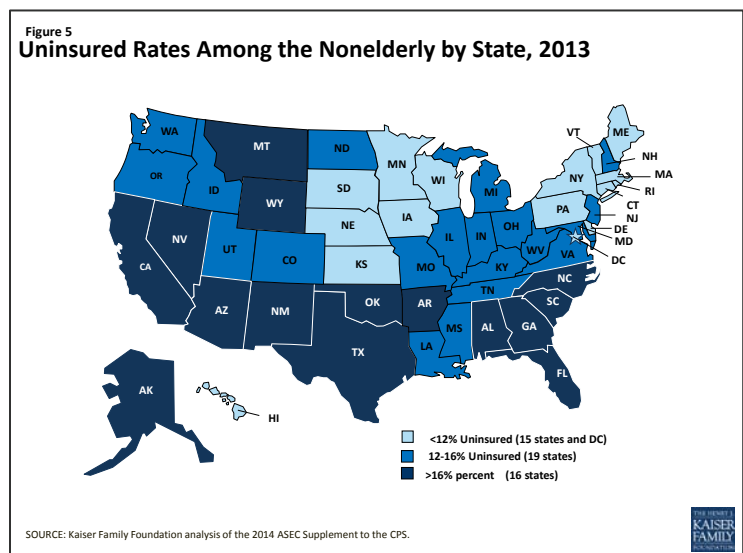 Figure 5
Uninsured Rates Among the Nonelderly by State, 2013
WA
OR
CA
NV
ID
MT
WY
UT
AZ
CO
NM
ND
SD
NE
KS
OK
TX
MN
IA
MO
AR
LA
WI
IL
MI
IN
OH
KY
TN
MS
AL
GA
FL
SC
NC
VA
WV
PA
NY
VT
ME
NH
MA
RI
CT
NJ
DE
MD
DC
AK
HI
<12% Uninsured (15 states and DC)
12-16% Uninsured (19 states)
>16% percent (16 states)
SOURCE: Kaiser Family Foundation analysis of the 2014 ASEC Supplement to the CPS.
THE HENRY J.
KAISER
FAMILY
FOUNDATION